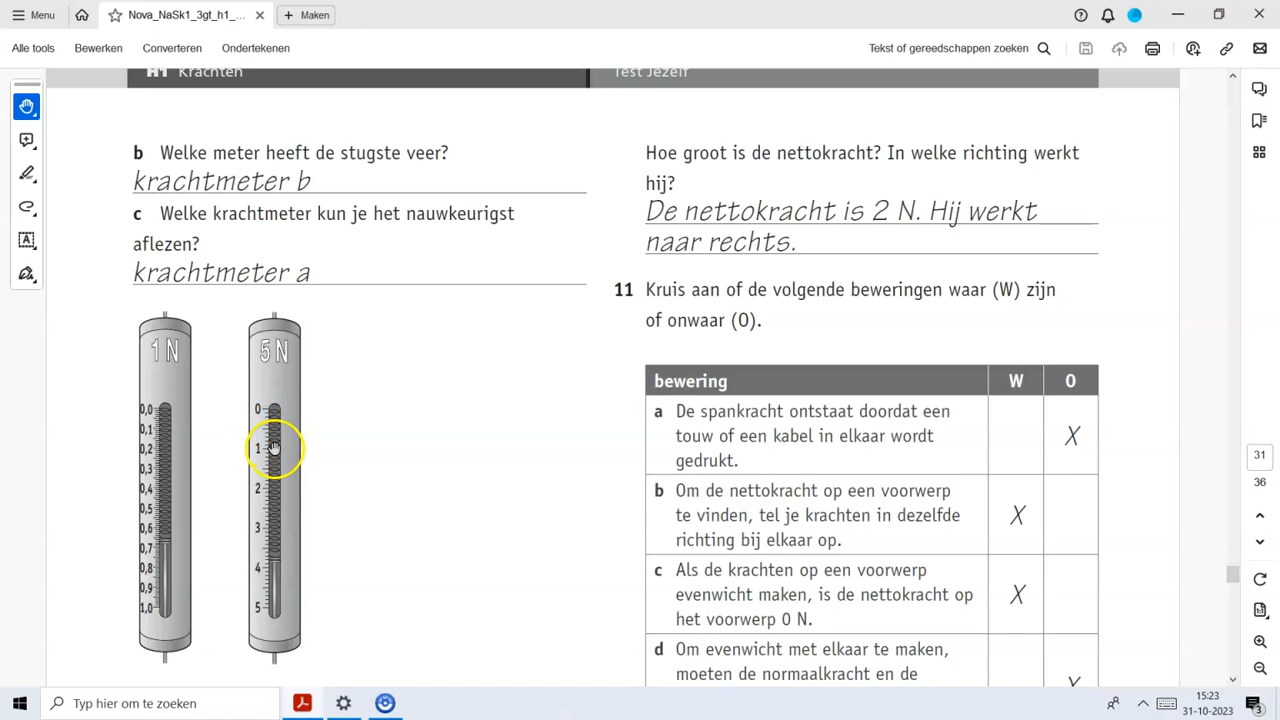 Menu
Nova_NaSk1_3gt_h1_...
Maken
Alle tools
Bewerken
Converteren
Ondertekenen
Tekst of gereedschappen zoeken
H1 Krachten
Test Jezelf
b Welke meter heeft de stugste veer?
krachtmeter b
c Welke krachtmeter kun je het nauwkeurigst
aflezen?
krachtmeter a
1 N
0,0
0,1
0,2
0,3
0,4
0,5
0,6
0,7
0,8
0,9
1,0
5 N
0
1
2
3
4
5
Hoe groot is de nettokracht? In welke richting werkt
hij?
De nettokracht is 2 N. Hij werkt
naar rechts.
11 Kruis aan of de volgende beweringen waar (W) zijn
of onwaar (O).
bewering W O
a De spankracht ontstaat doordat een
touw of een kabel in elkaar wordt X
gedrukt.
b Om de nettokracht op een voorwerp
te vinden, tel je krachten in dezelfde X
richting bij elkaar op.
c Als de krachten op een voorwerp
evenwicht maken, is de nettokracht op X
het voorwerp 0 N.
d Om evenwicht met elkaar te maken,
moeten de normaalkracht en de X
31
36
Typ hier om te zoeken
15:23
31-10-2023
3